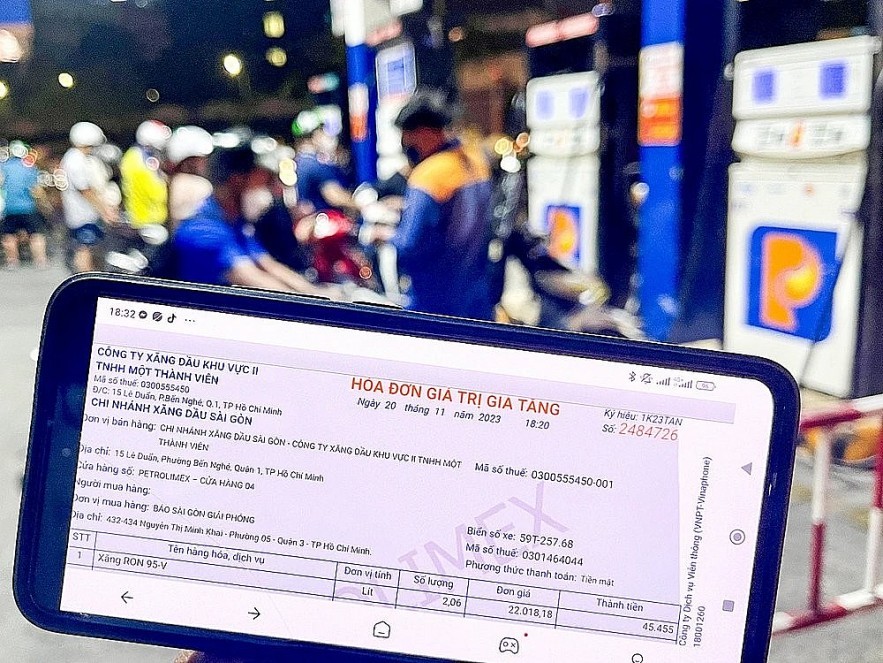 18:32
CÔNG TY XĂNG DẦU KHU VỰC II
TNHH MỘT THÀNH VIÊN
Mã số thuế: 0300555450
Đ/C: 15 Lê Duẩn, P.Bến Nghé, Q.1, TP Hồ Chí Minh
CHI NHÁNH XĂNG DẦU SÀI GÒN
HÓA ĐƠN GIÁ TRỊ GIA TĂNG
Ngày 20 tháng 11 năm 2023 18:20
Ký hiệu: 1K23TAN
Số: 2484726
Đơn vị bán hàng: CHI NHÁNH XĂNG DẦU SÀI GÒN - CÔNG TY XĂNG DẦU KHU VỰC II TNHH MỘT
THÀNH VIÊN
Mã số thuế: 0300555450-001
Địa chỉ: 15 Lê Duẩn, Phường Bến Nghé, Quận 1, TP Hồ Chí Minh
Cửa hàng số: PETROLIMEX – CỬA HÀNG 04
Người mua hàng:
Biển số xe: 59T-257.68
Đơn vị mua hàng: BÁO SÀI GÒN GIẢI PHÓNG
Mã số thuế: 0301464044
Địa chỉ: 432-434 Nguyễn Thị Minh Khai - Phường 05 - Quận 3 - TP Hồ Chí Minh.
Phương thức thanh toán: Tiền mặt
STT Tên hàng hóa, dịch vụ Đơn vị tính Số lượng Đơn giá Thành tiền
1 Xăng RON 95-V Lít 2,06 22.018,18 45.455
OLIMEX
Công ty Dịch vụ Viễn thông (VNPT-Vinaphone)
18001260
P